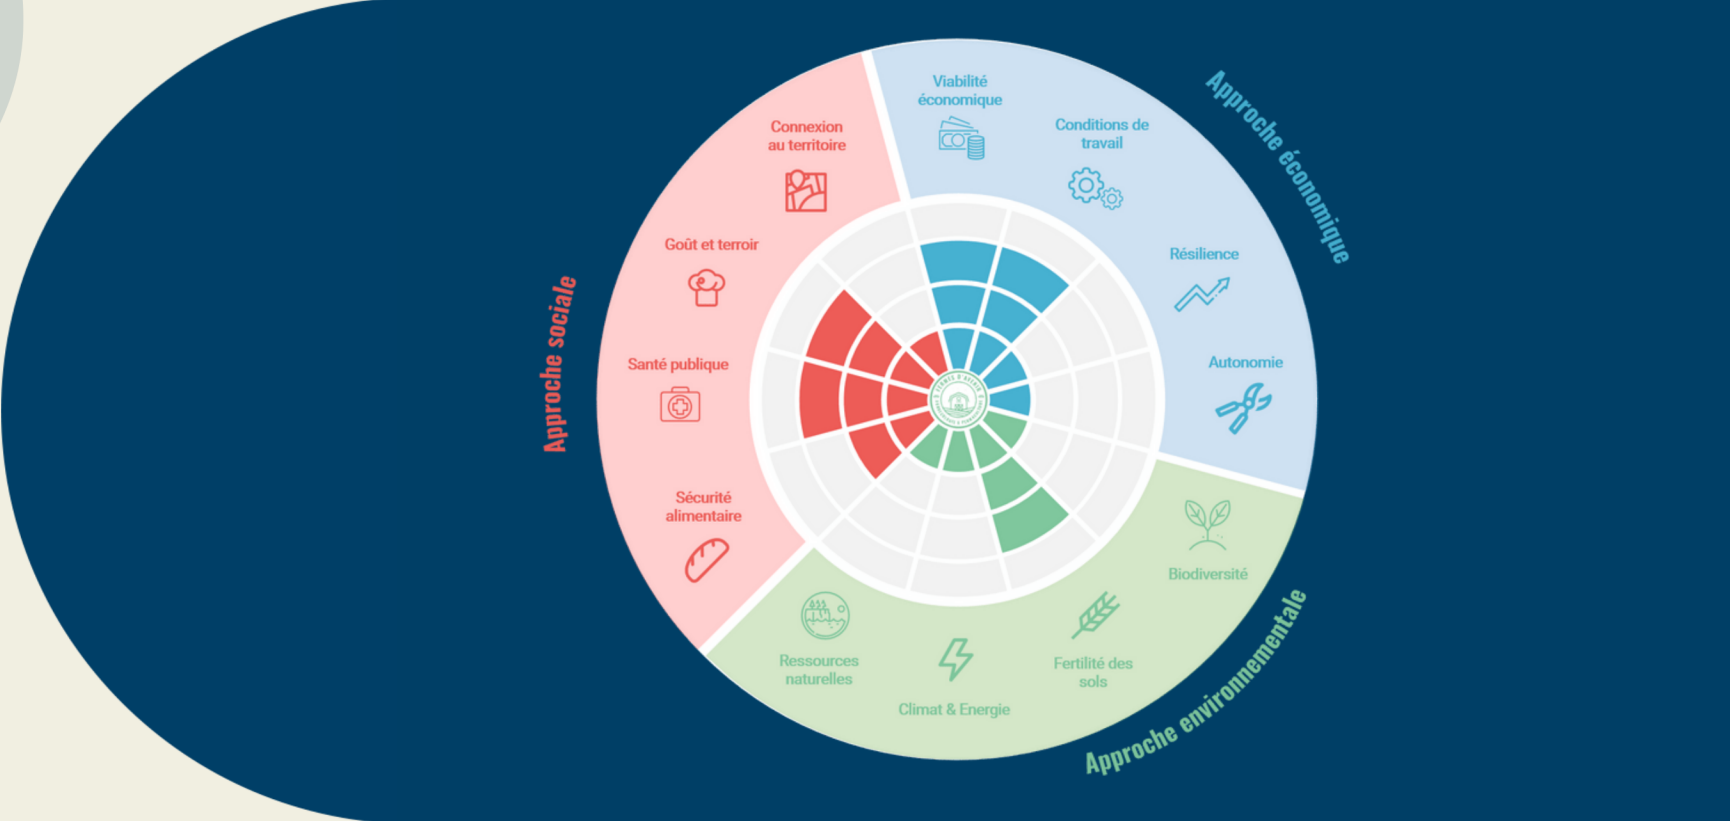 Approche économique
Viabilité
économique
Conditions de
travail
Résilience
Autonomie
Approche environnementale
Biodiversité
Fertilité des
sols
Climat & Energie
Ressources
naturelles
Approche sociale
Sécurité
alimentaire
Santé publique
Goût et terroir
Connexion
au territoire